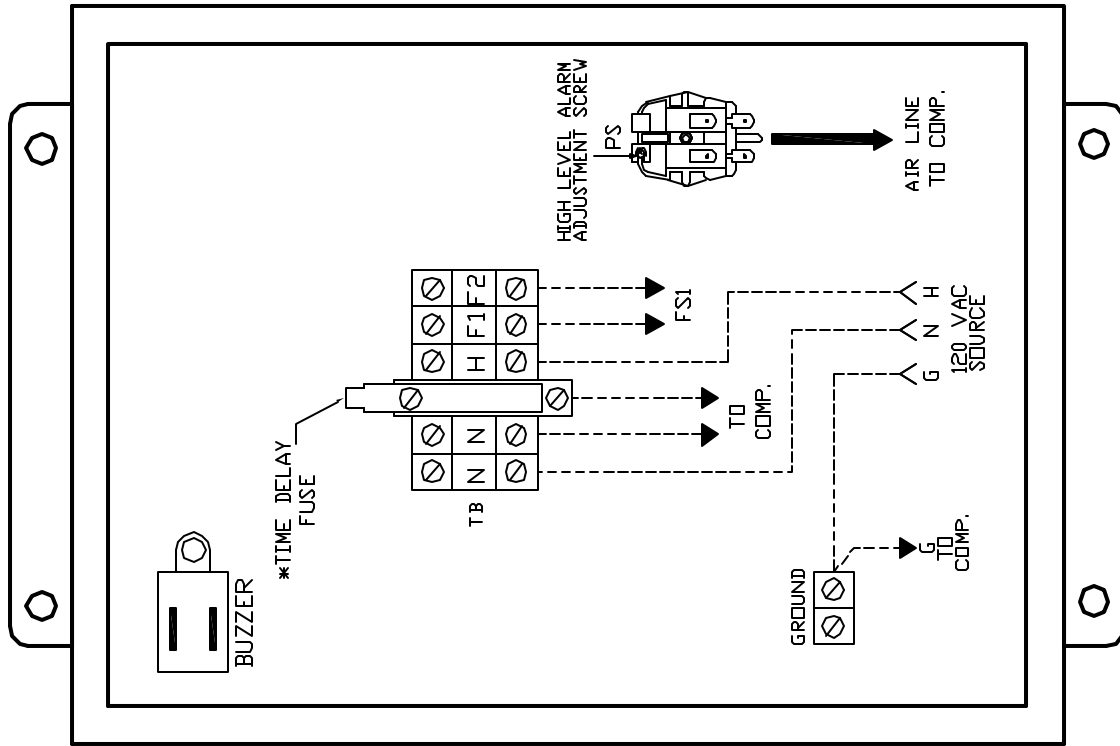 HIGH LEVEL ALARM
ADJUSTMENT SCREW
PS
AIR LINE
TO COMP.
F2
F1
H
N
N
TB
FS1
TO
COMP.
H
N
G
120 VAC
SOURCE
*TIME DELAY
FUSE
BUZZER
GROUND
G
TO
COMP.